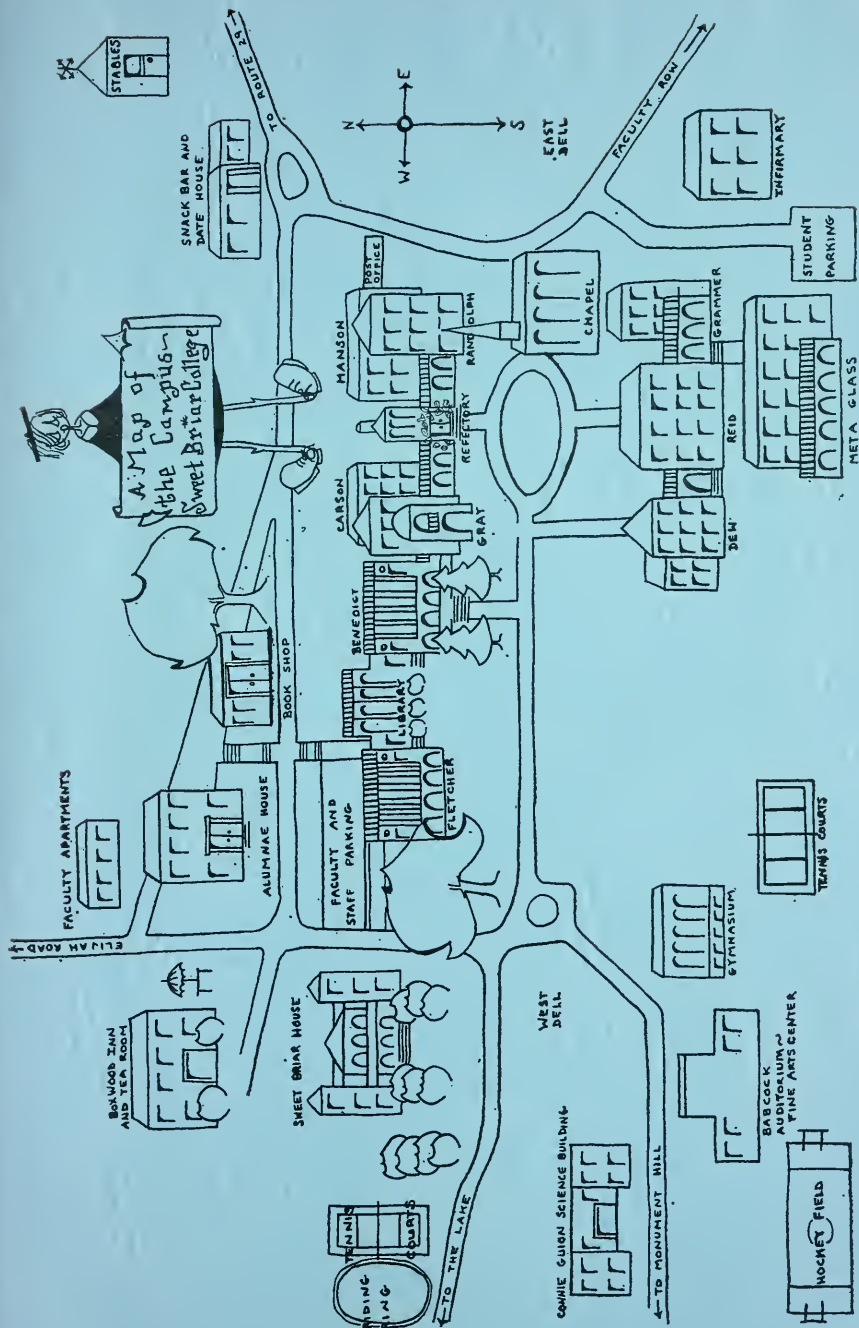 A Map of
the Campus~
Sweet Briar College
STABLES
TO ROUTE 29
SNACK BAR AND
DATE HOUSE
N
W
E
S
EAST
DELL
FACULTY ROW
INFIRMARY
STUDENT
PARKING
FACULTY APARTMENTS
ELIJAH ROAD
BOXWOOD INN
AND TEA ROOM
ALUMNAE HOUSE
BOOK SHOP
FACULTY AND
STAFF PARKING
SWEET BRIAR HOUSE
FLETCHER
LIBRARY
BENEDICT
CARSON
GRAY
REFECTORY
MANSON
POST
OFFICE
RANDOLPH
CHAPEL
GRAMMER
REID
DEW
META GLASS
TENNIS
COURTS
TO THE LAKE
WEST
DELL
CONNIE GUION SCIENCE BUILDING
TO MONUMENT HILL
GYMNASIUM
TENNIS COURTS
BABCOCK
AUDITORIUM~
FINE ARTS CENTER
HOCKEY FIELD